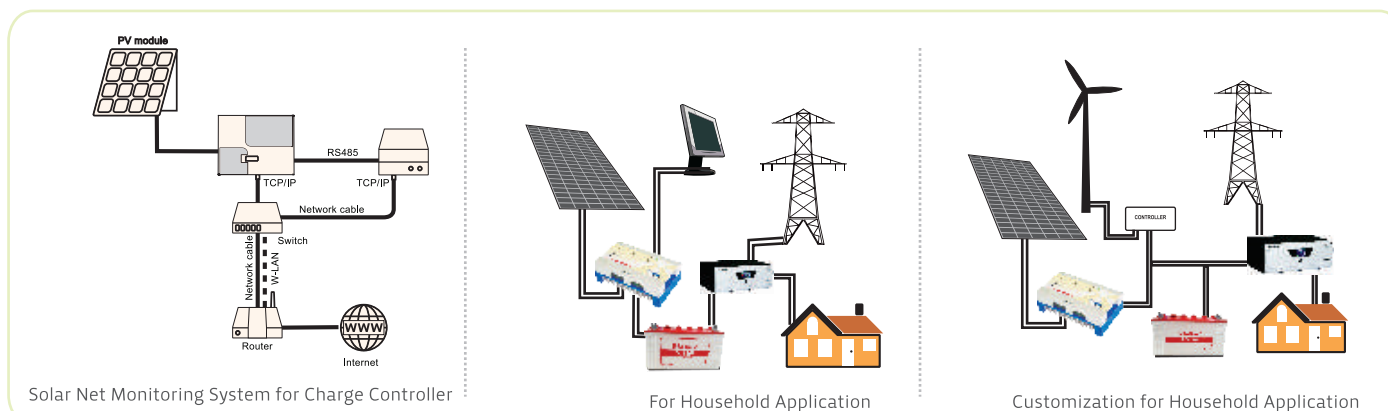 PV module
RS485
TCP/IP
TCP/IP
Network cable
Switch
Network cable
W-LAN
WWW
Router
Internet
Solar Net Monitoring System for Charge Controller
For Household Application
CONTROLLER
Customization for Household Application